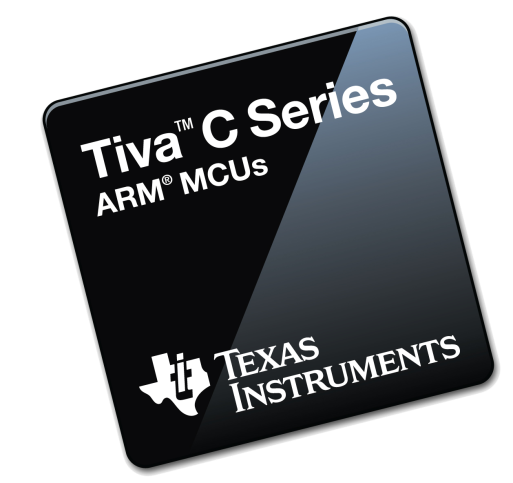 Tiva™ C Series
ARM® MCUs
TEXAS
INSTRUMENTS